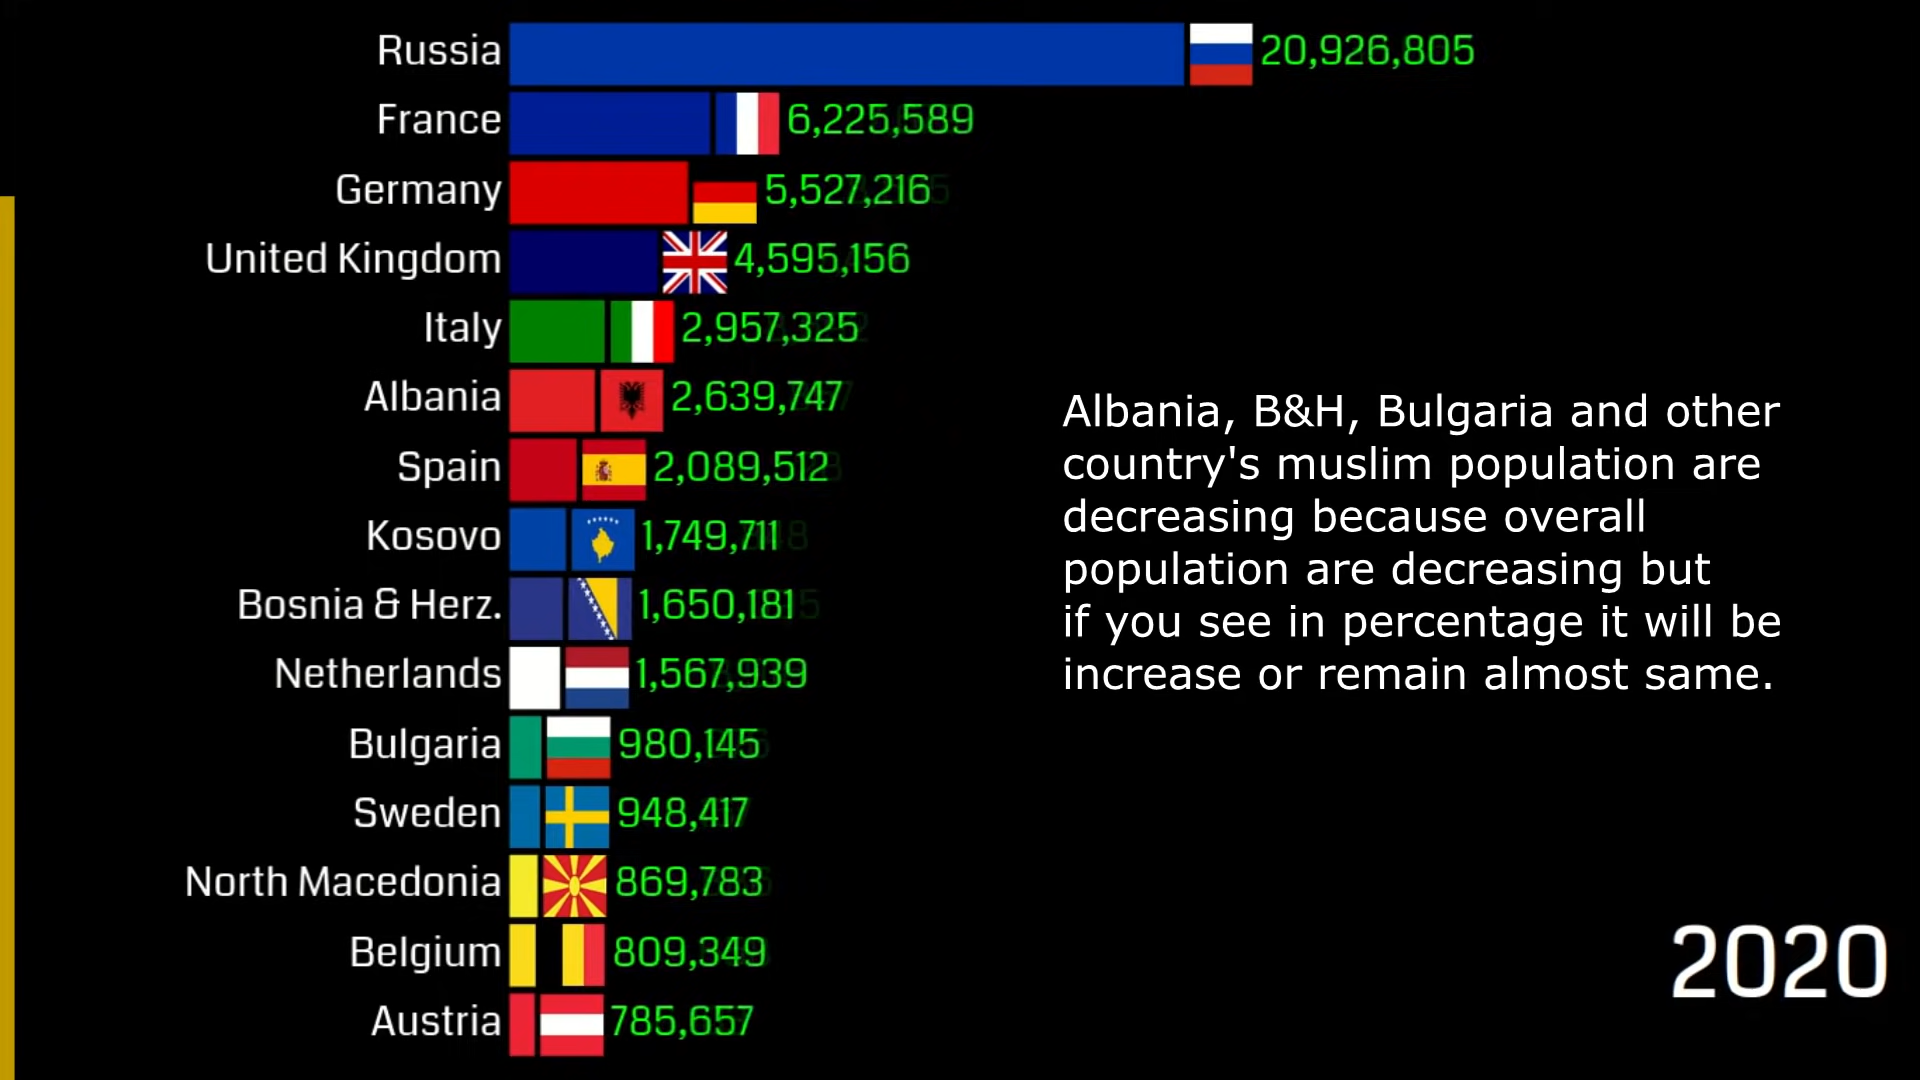 Russia 20,926,805
France 6,225,589
Germany 5,527,216
United Kingdom 4,595,156
Italy 2,957,325
Albania 2,639,747
Spain 2,089,512
Kosovo 1,749,711
Bosnia & Herz. 1,650,181
Netherlands 1,567,939
Bulgaria 980,145
Sweden 948,417
North Macedonia 869,783
Belgium 809,349
Austria 785,657
Albania, B&H, Bulgaria and other
country's muslim population are
decreasing because overall
population are decreasing but
if you see in percentage it will be
increase or remain almost same.
2020